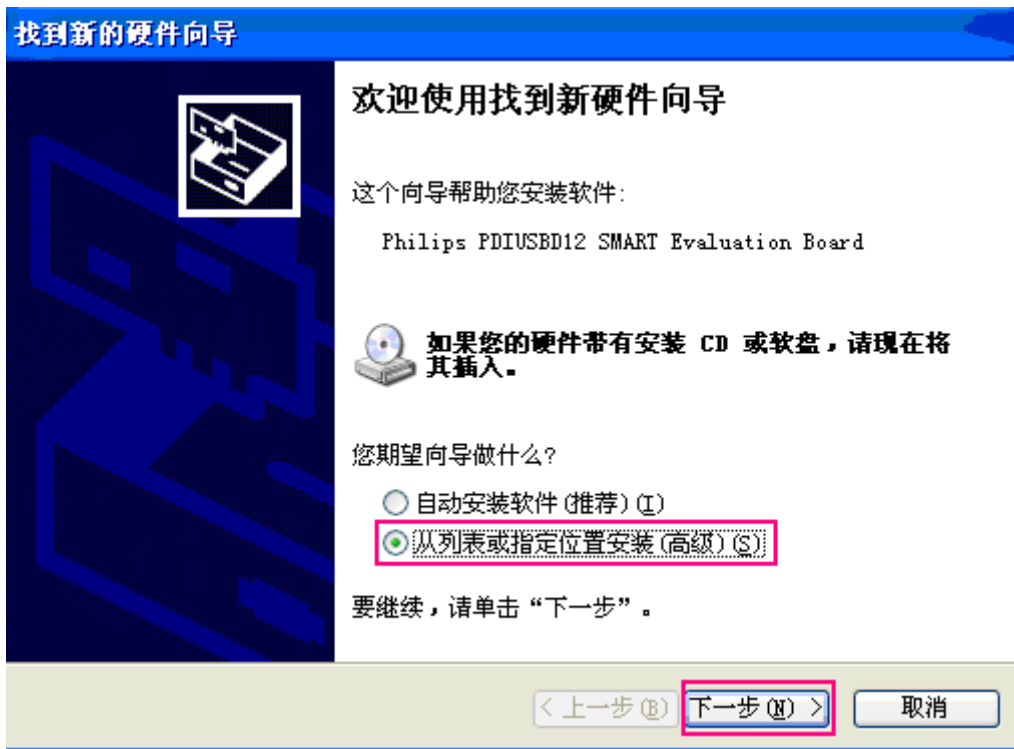 找到新的硬件向导
欢迎使用找到新硬件向导
这个向导帮助您安装软件:
Philips PDIUSBD12 SMART Evaluation Board
如果您的硬件带有安装 CD 或软盘，请现在将
其插入。
您期望向导做什么?
自动安装软件(推荐)(I)
从列表或指定位置安装(高级)(S)
要继续，请单击“下一步”。
< 上一步(B)  下一步(N) >  取消